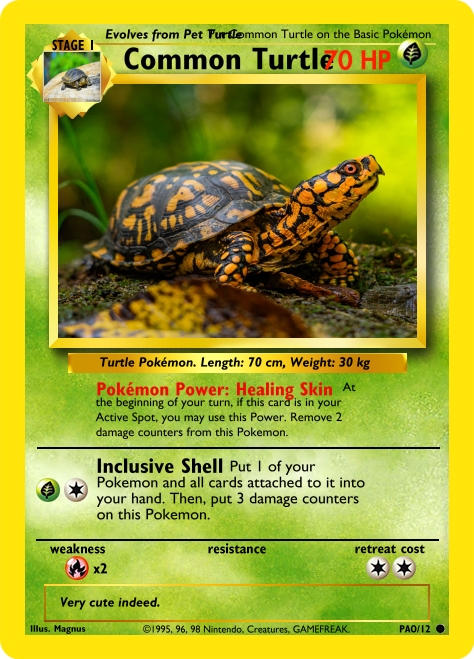 Evolves from Pet Turtle Put Common Turtle on the Basic Pokémon
STAGE 1
Common Turtle 70 HP
Turtle Pokémon. Length: 70 cm, Weight: 30 kg
Pokémon Power: Healing Skin At
the beginning of your turn, if this card is in your
Active Spot, you may use this Power. Remove 2
damage counters from this Pokemon.
Inclusive Shell Put 1 of your
Pokemon and all cards attached to it into
your hand. Then, put 3 damage counters
on this Pokemon.
weakness resistance retreat cost
x2
Very cute indeed.
Illus. Magnus ©1995, 96, 98 Nintendo, Creatures, GAMEFREAK. PAO/12